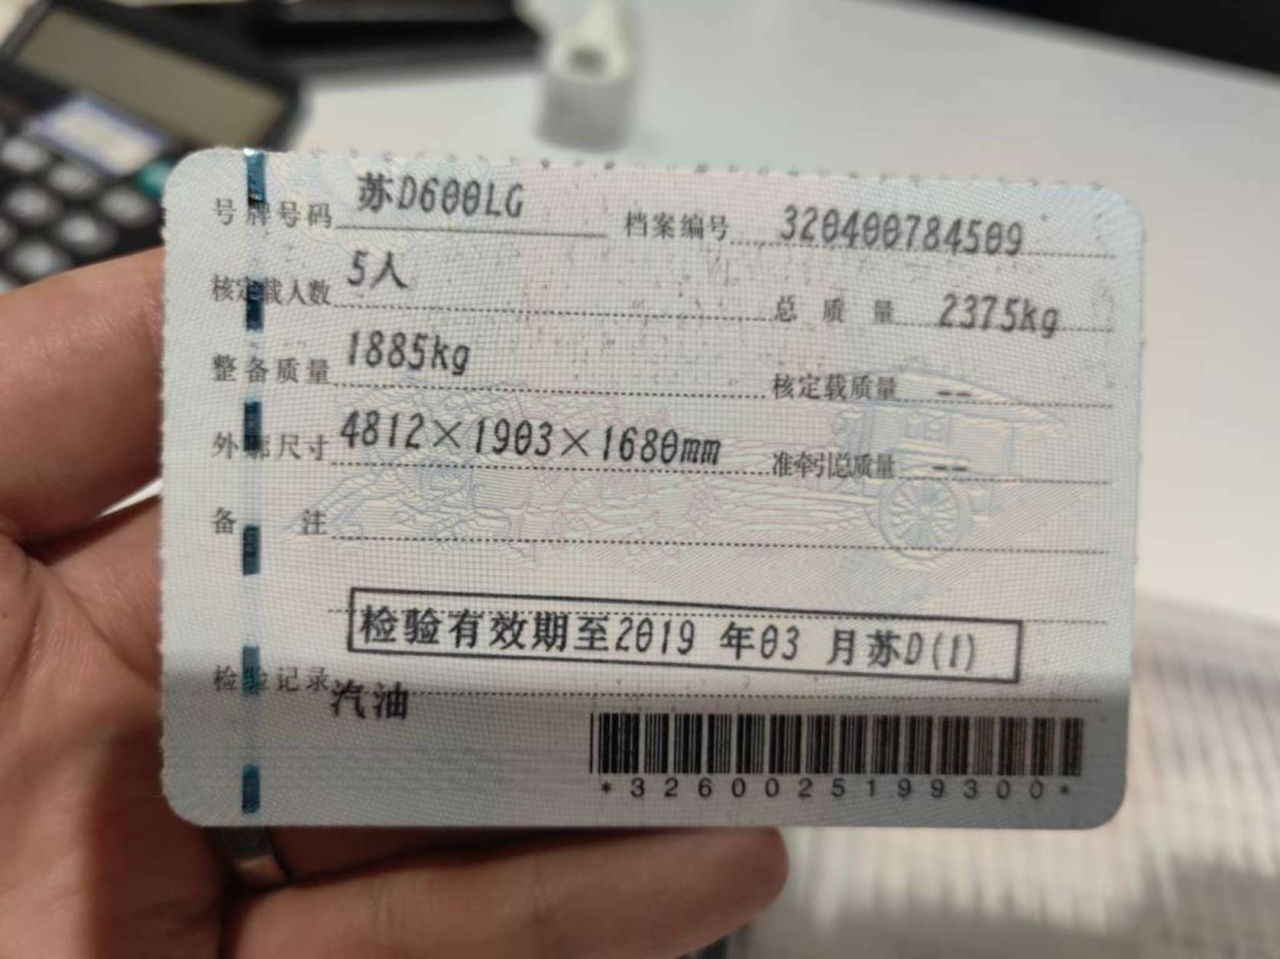 号牌号码 苏D600LG 档案编号 320400784509
核定载人数 5人 总质量 2375kg
整备质量 1885kg 核定载质量 --
外廓尺寸 4812×1903×1680mm 准牵引总质量 --
备注
检验有效期至2019 年03 月苏D(1)
检验记录 汽油
*3260025199300*